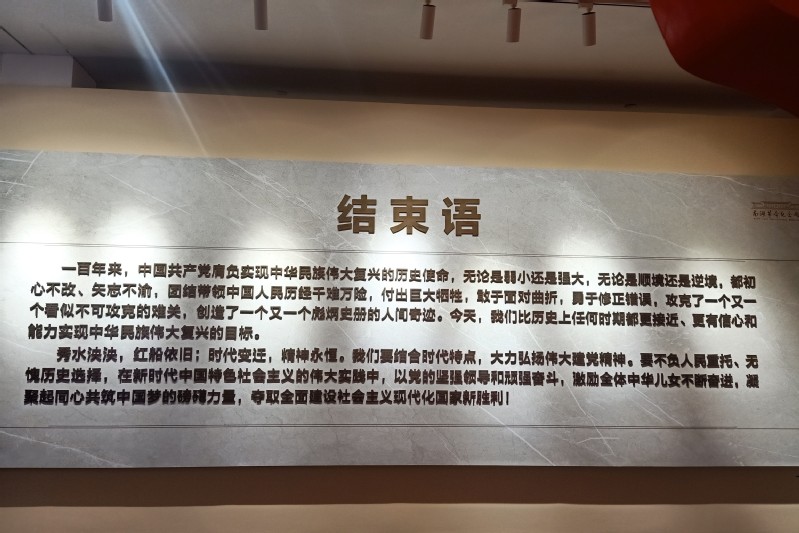 结束语
一百年来，中国共产党肩负实现中华民族伟大复兴的历史使命，无论是弱小还是强大，无论是顺境还是逆境，都初
心不改、矢志不渝，团结带领中国人民历经千难万险，付出巨大牺牲，敢于面对曲折，勇于修正错误，攻克了一个又一
个看似不可攻克的难关，创造了一个又一个彪炳史册的人间奇迹。今天，我们比历史上任何时期都更接近、更有信心和
能力实现中华民族伟大复兴的目标。
秀水泱泱，红船依旧；时代变迁，精神永恒。我们要结合时代特点，大力弘扬伟大建党精神。要不负人民重托、无
愧历史选择，在新时代中国特色社会主义的伟大实践中，以党的坚强领导和顽强奋斗，激励全体中华儿女不断奋进，凝
聚起同心共筑中国梦的磅礴力量，夺取全面建设社会主义现代化国家新胜利！